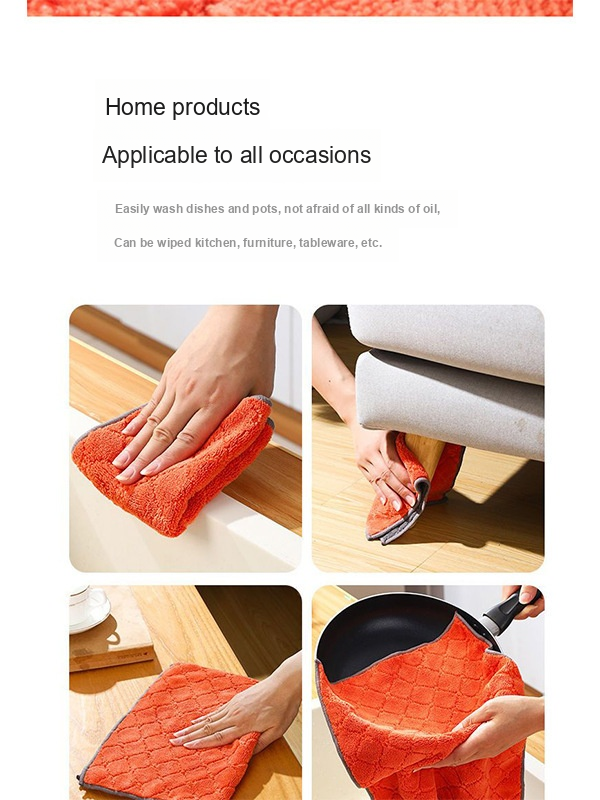 Home products
Applicable to all occasions
Easily wash dishes and pots, not afraid of all kinds of oil,
Can be wiped kitchen, furniture, tableware, etc.